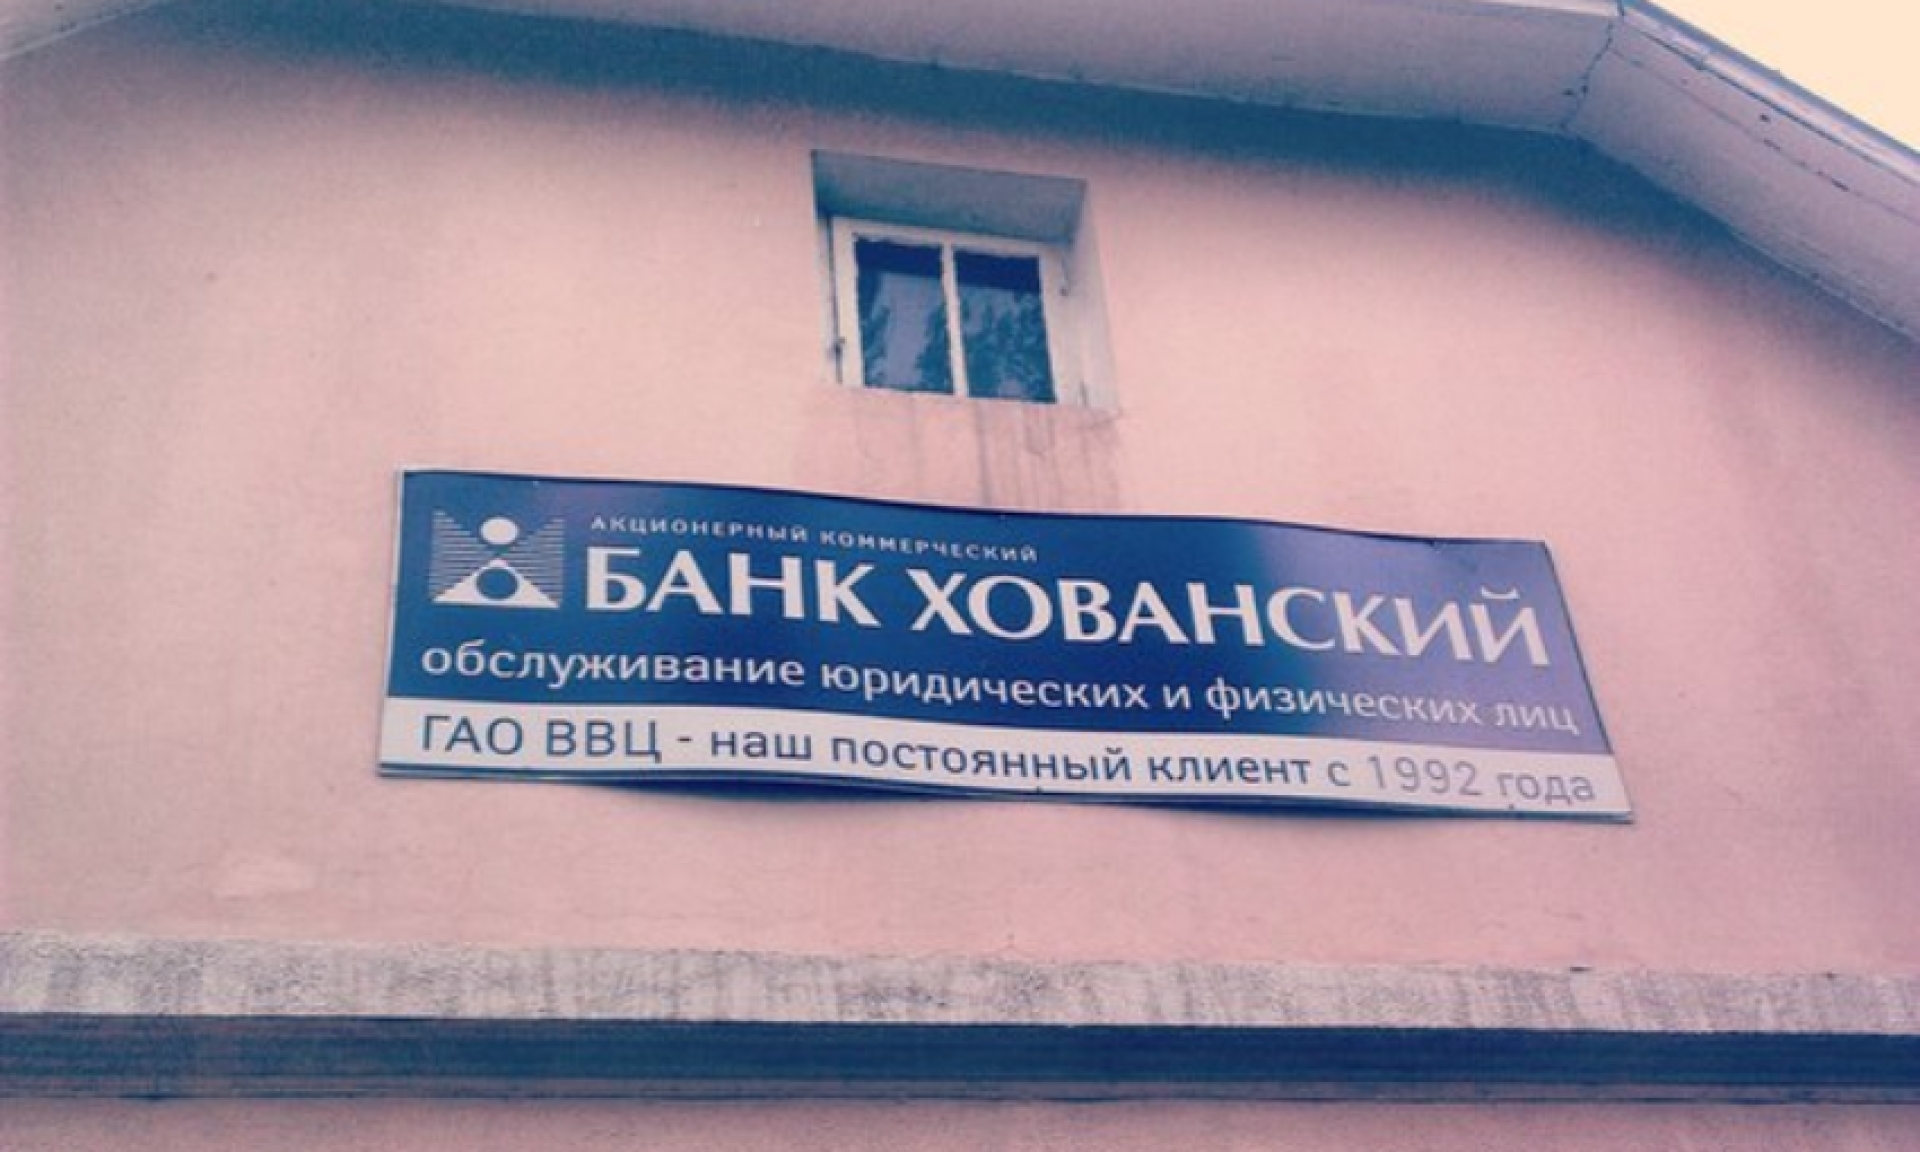 АКЦИОНЕРНЫЙ КОММЕРЧЕСКИЙ
БАНК ХОВАНСКИЙ
обслуживание юридических и физических лиц
ГАО ВВЦ - наш постоянный клиент с 1992 года